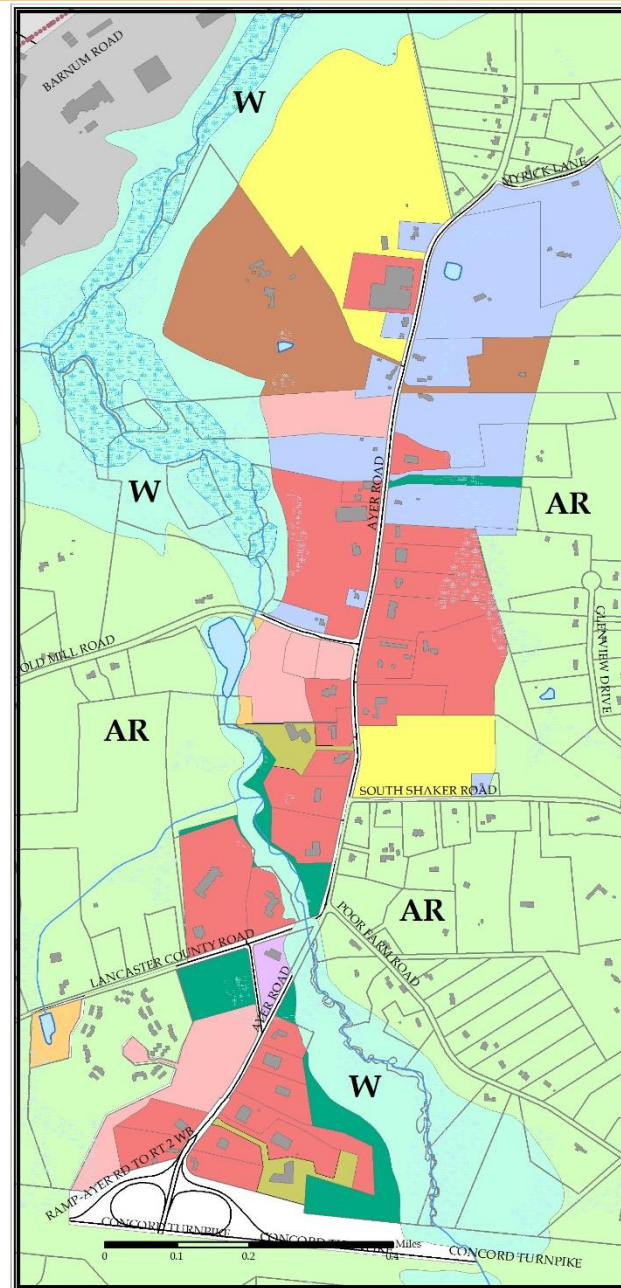 BARNUM ROAD
W
MYRICK LANE
AYER ROAD
W
AR
GLENVIEW DRIVE
OLD MILL ROAD
AR
SOUTH SHAKER ROAD
AR
POOR FARM ROAD
LANCASTER COUNTY ROAD
AYER ROAD
W
RAMP-AYER RD TO RT 2 WB
CONCORD TURNPIKE
CONCORD
CONCORD TURNPIKE
Miles
0 0.1 0.2 0.4